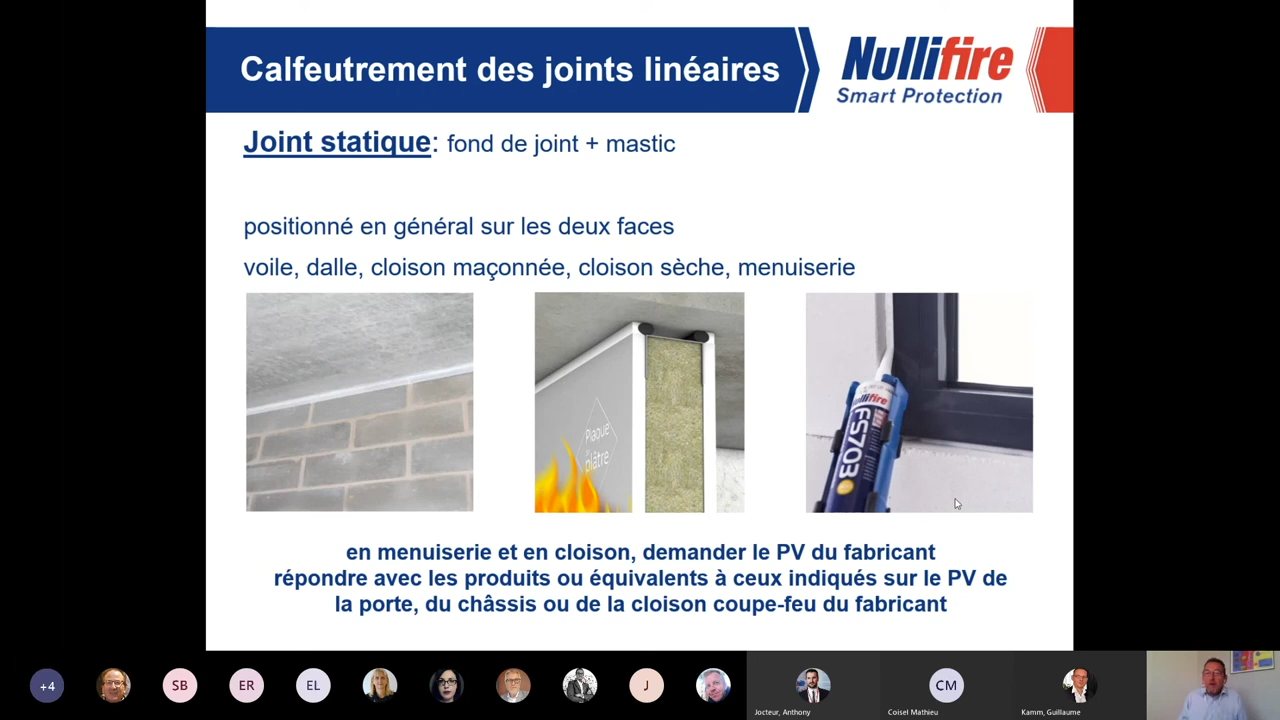 Calfeutrement des joints linéaires
Nullifire
Smart Protection
Joint statique: fond de joint + mastic
positionné en général sur les deux faces
voile, dalle, cloison maçonnée, cloison sèche, menuiserie
Plaque
plâtre
Nullifire
FS703
en menuiserie et en cloison, demander le PV du fabricant
répondre avec les produits ou équivalents à ceux indiqués sur le PV de
la porte, du châssis ou de la cloison coupe-feu du fabricant
+4
SB
ER
EL
J
CM
Jocteur, Anthony
Coisel Mathieu
Kamm, Guillaume